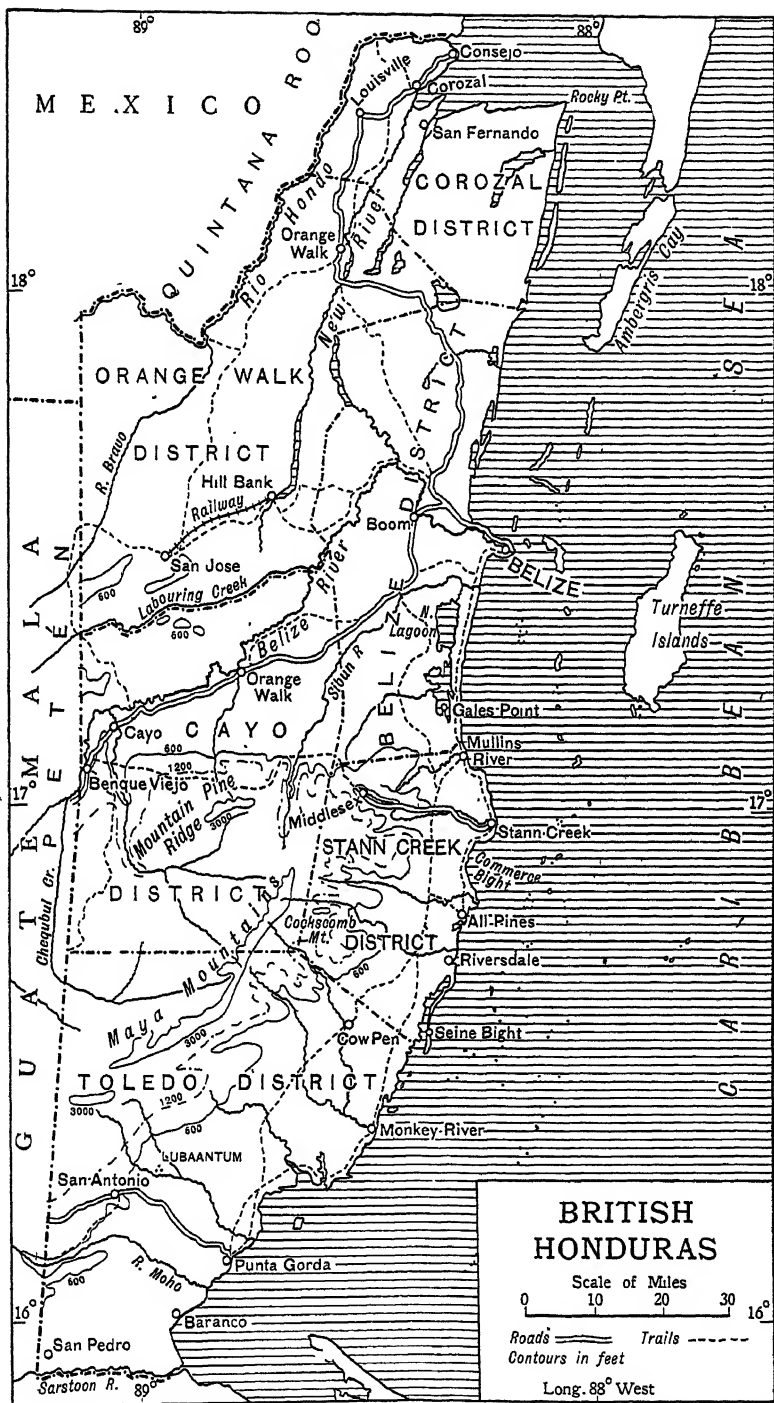 89
88°
MEXICO
QUINTANA ROO
Consejo
Louisville
Corozal
Rocky Pt.
San Fernando
COROZAL
DISTRICT
Rio Hondo
Orange
Walk
New River
18°
18°
Ambergris Cay
ORANGE WALK
DISTRICT
R. Bravo
Hill Bank
Railway
San Jose
600
Labouring Creek
600
Boom
BELIZE
BELIZE DISTRICT
Belize River
N.
Lagoon
Turneffe
Islands
Sibun R
Orange
Walk
Gales Point
CAYO
Cayo
600
1200
Mullins
River
Benque Viejo
17°
17°
Mountain Pine
Ridge
3000
Middlesex
Stann Creek
STANN CREEK
Commerce
Bight
DISTRICT
Chequibul Cr.
Cockscomb
Mt.
All Pines
DISTRICT
Riversdale
600
Maya Mountains
3000
Cow Pen
Seine Bight
TOLEDO DISTRICT
3000
1200
600
Monkey River
LUBAANTUM
San Antonio
Punta Gorda
R. Moho
600
16°
16°
Baranco
San Pedro
Sarstoon R.
89°
GUATEMALA
PETÉN
CARIBBEAN SEA
BRITISH
HONDURAS
Scale of Miles
0 10 20 30
Roads Trails
Contours in feet
Long. 88° West